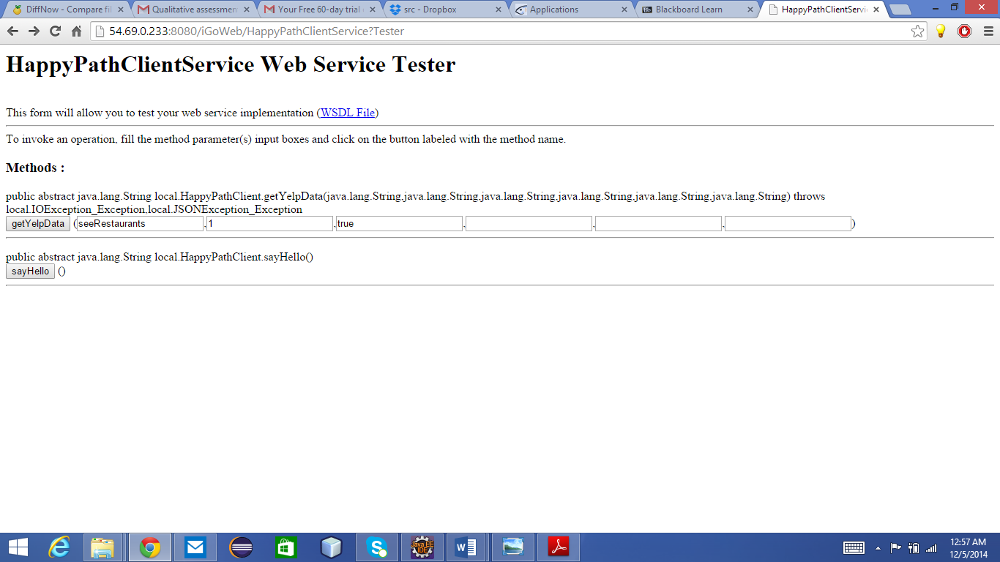 DiffNow - Compare fil
Qualitative assessmen
Your Free 60-day trial
src - Dropbox
Applications
Bb Blackboard Learn
HappyPathClientServi
54.69.0.233:8080/iGoWeb/HappyPathClientService?Tester
HappyPathClientService Web Service Tester
This form will allow you to test your web service implementation (WSDL File)
To invoke an operation, fill the method parameter(s) input boxes and click on the button labeled with the method name.
Methods :
public abstract java.lang.String local.HappyPathClient.getYelpData(java.lang.String,java.lang.String,java.lang.String,java.lang.String,java.lang.String,java.lang.String) throws
local.IOException_Exception,local.JSONException_Exception
getYelpData (seeRestaurants,1,true,,,)
public abstract java.lang.String local.HappyPathClient.sayHello()
sayHello ()
Java EE
IDE
12:57 AM
12/5/2014